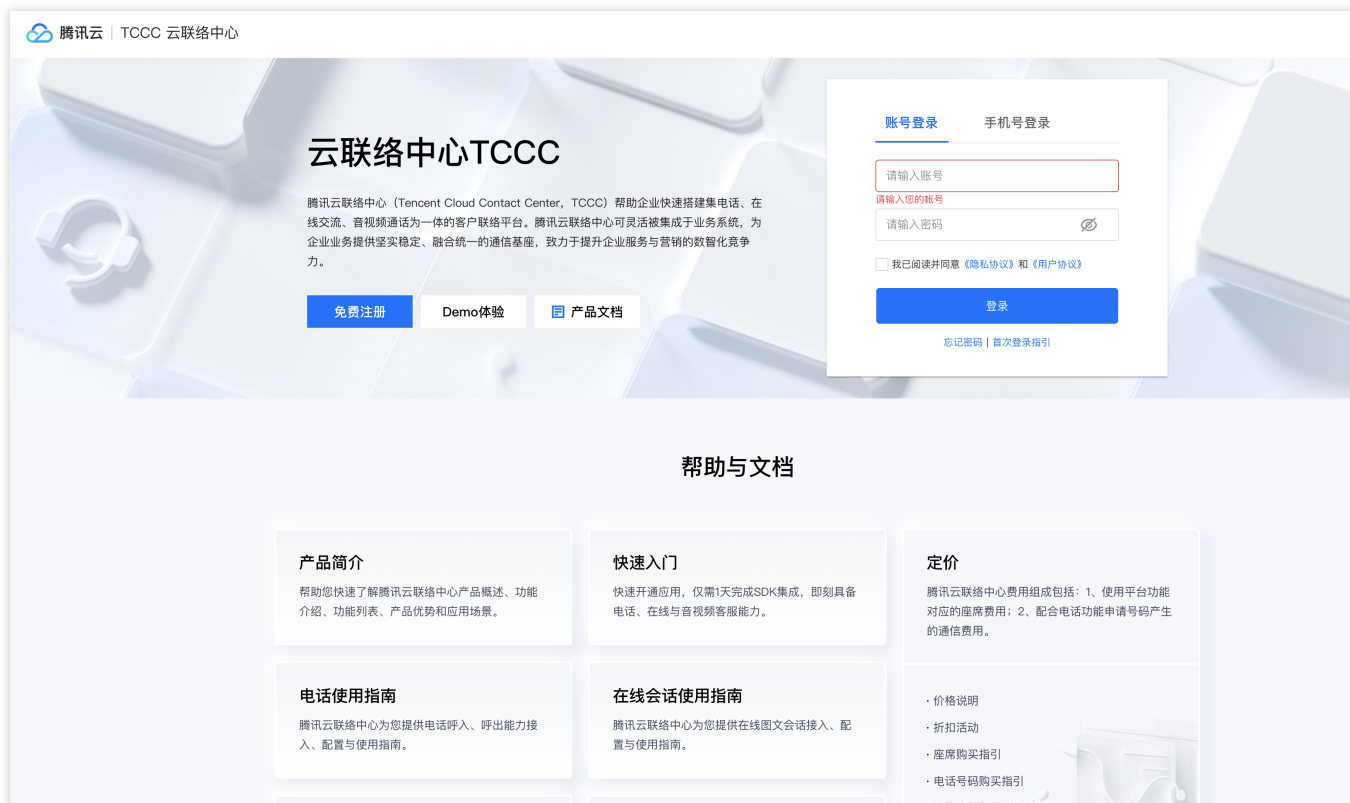 腾讯云 | TCCC 云联络中心
云联络中心TCCC
腾讯云联络中心（Tencent Cloud Contact Center，TCCC）帮助企业快速搭建集电话、在
线交流、音视频通话为一体的客户联络平台。腾讯云联络中心可灵活被集成于业务系统，为
企业业务提供坚实稳定、融合统一的通信基座，致力于提升企业服务与营销的数智化竞争
力。
免费注册 Demo体验 产品文档
账号登录 手机号登录
请输入账号
请输入您的帐号
请输入密码
我已阅读并同意《隐私协议》和《用户协议》
登录
忘记密码 | 首次登录指引
帮助与文档
产品简介
帮助您快速了解腾讯云联络中心产品概述、功能
介绍、功能列表、产品优势和应用场景。
快速入门
快速开通应用，仅需1天完成SDK集成，即刻具备
电话、在线与音视频客服能力。
定价
腾讯云联络中心费用组成包括：1、使用平台功能
对应的座席费用；2、配合电话功能申请号码产生
的通信费用。
电话使用指南
腾讯云联络中心为您提供电话呼入、呼出能力接
入、配置与使用指南。
在线会话使用指南
腾讯云联络中心为您提供在线图文会话接入、配
置与使用指南。
· 价格说明
· 折扣活动
· 座席购买指引
· 电话号码购买指引